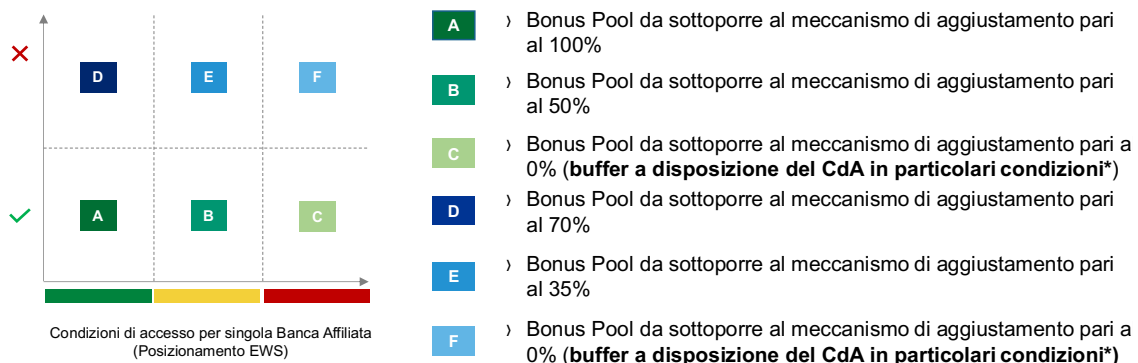 D
E
F
A
B
C
Condizioni di accesso per singola Banca Affiliata
(Posizionamento EWS)
A
› Bonus Pool da sottoporre al meccanismo di aggiustamento pari
al 100%
B
› Bonus Pool da sottoporre al meccanismo di aggiustamento pari
al 50%
C
› Bonus Pool da sottoporre al meccanismo di aggiustamento pari a
0% (buffer a disposizione del CdA in particolari condizioni*)
D
› Bonus Pool da sottoporre al meccanismo di aggiustamento pari
al 70%
E
› Bonus Pool da sottoporre al meccanismo di aggiustamento pari
al 35%
F
› Bonus Pool da sottoporre al meccanismo di aggiustamento pari a
0% (buffer a disposizione del CdA in particolari condizioni*)